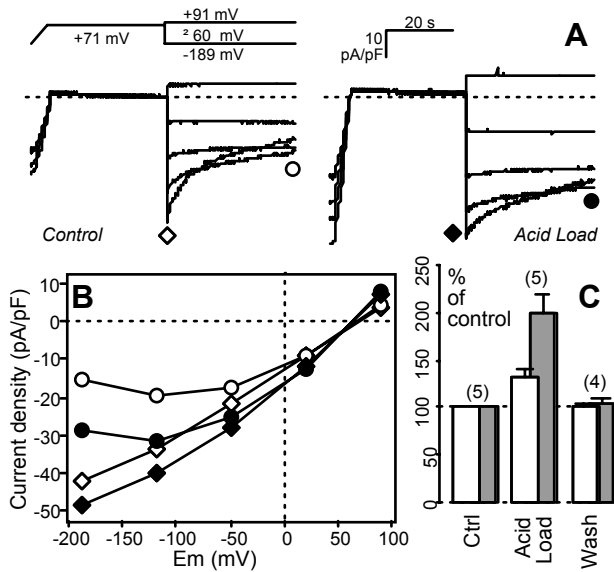 +91 mV
+71 mV
² 60 mV
-189 mV
20 s
10
pA/pF
A
Control
Acid Load
B
10
0
-10
-20
-30
-40
-50
Current density (pA/pF)
-200
-150
-100
-50
0
50
100
Em (mV)
C
%
of
control
250
200
150
100
50
0
(5)
(5)
(4)
Ctrl
Acid
Load
Wash